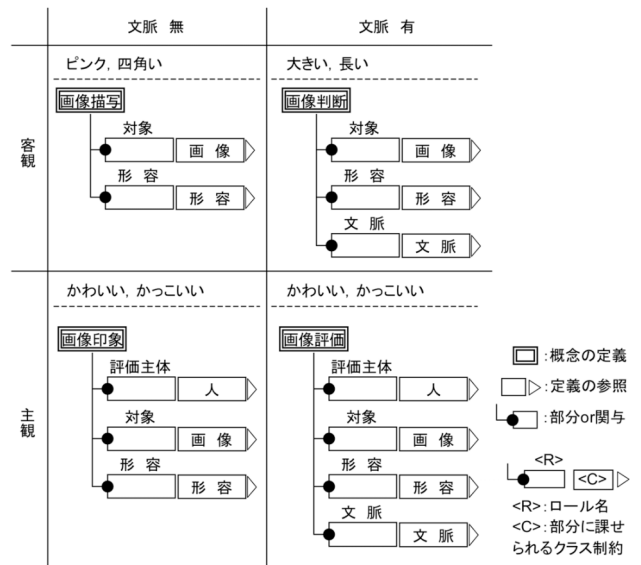 文脈 無
文脈 有
客観
ピンク, 四角い
画像描写
対象
画 像
形 容
形 容
大きい, 長い
画像判断
対象
画 像
形 容
形 容
文 脈
文 脈
主観
かわいい, かっこいい
画像印象
評価主体
人
対象
画 像
形 容
形 容
かわいい, かっこいい
画像評価
評価主体
人
対象
画 像
形 容
形 容
文 脈
文 脈
:概念の定義
:定義の参照
:部分or関与
<R>
<C>
<R>:ロール名
<C>:部分に課せ
られるクラス制約